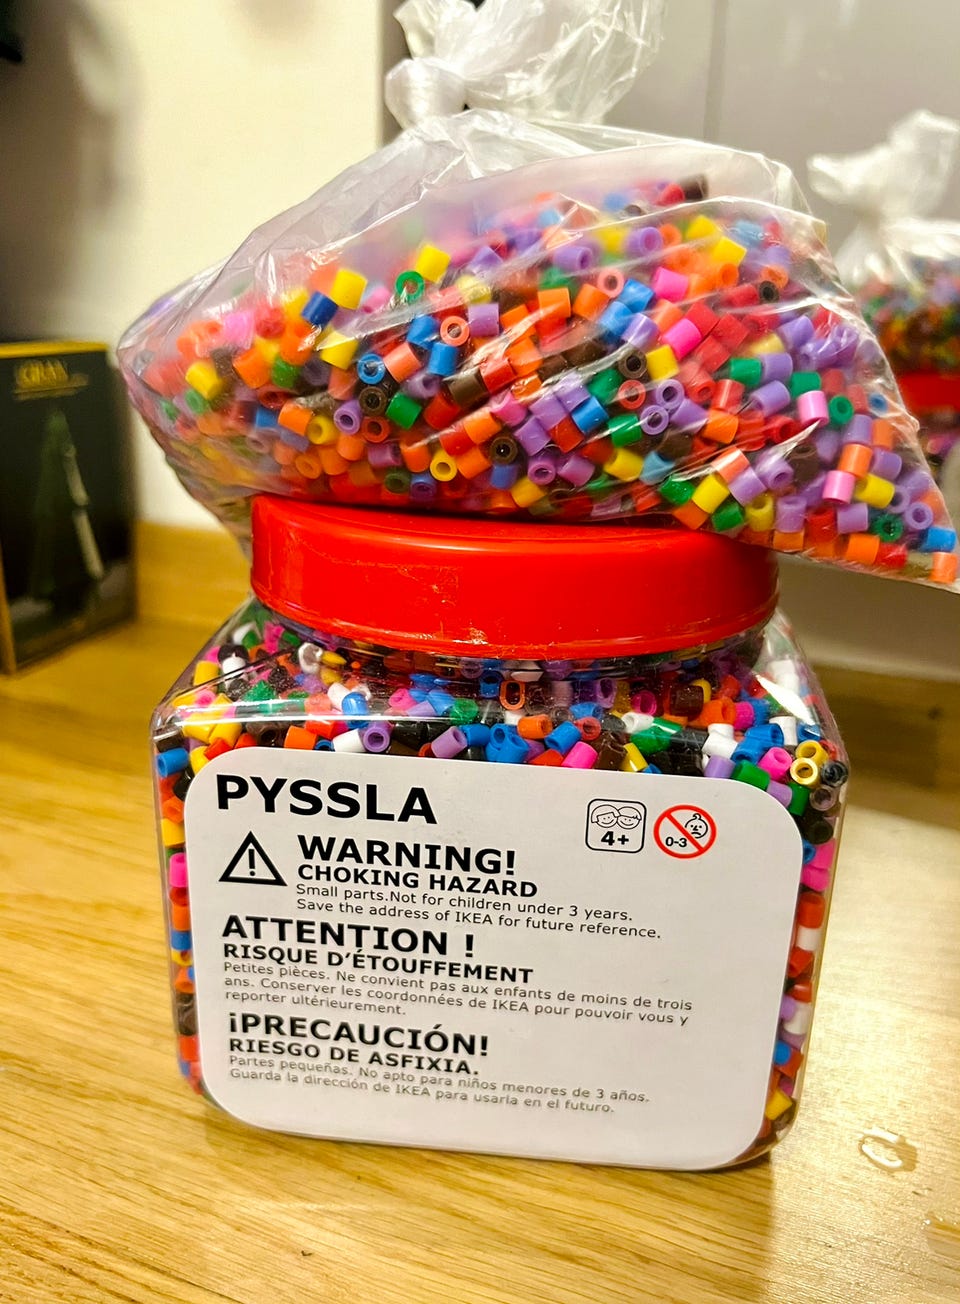 PYSSLA
4+
0-3
WARNING!
CHOKING HAZARD
Small parts.Not for children under 3 years.
Save the address of IKEA for future reference.
ATTENTION !
RISQUE D'ÉTOUFFEMENT
Petites pièces. Ne convient pas aux enfants de moins de trois
ans. Conserver les coordonnées de IKEA pour pouvoir vous y
reporter ultérieurement.
¡PRECAUCIÓN!
RIESGO DE ASFIXIA.
Partes pequeñas. No apto para niños menores de 3 años.
Guarda la dirección de IKEA para usarla en el futuro.